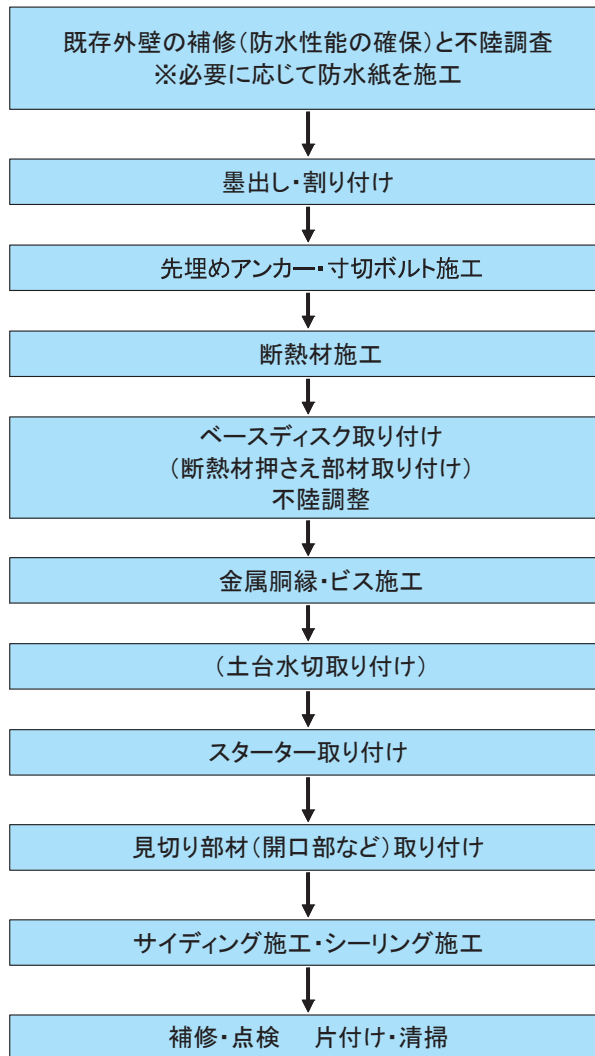 既存外壁の補修(防水性能の確保)と不陸調査
※必要に応じて防水紙を施工
墨出し・割り付け
先埋めアンカー・寸切ボルト施工
断熱材施工
ベースディスク取り付け
(断熱材押さえ部材取り付け)
不陸調整
金属胴縁・ビス施工
(土台水切取り付け)
スターター取り付け
見切り部材(開口部など)取り付け
サイディング施工・シーリング施工
補修・点検　片付け・清掃